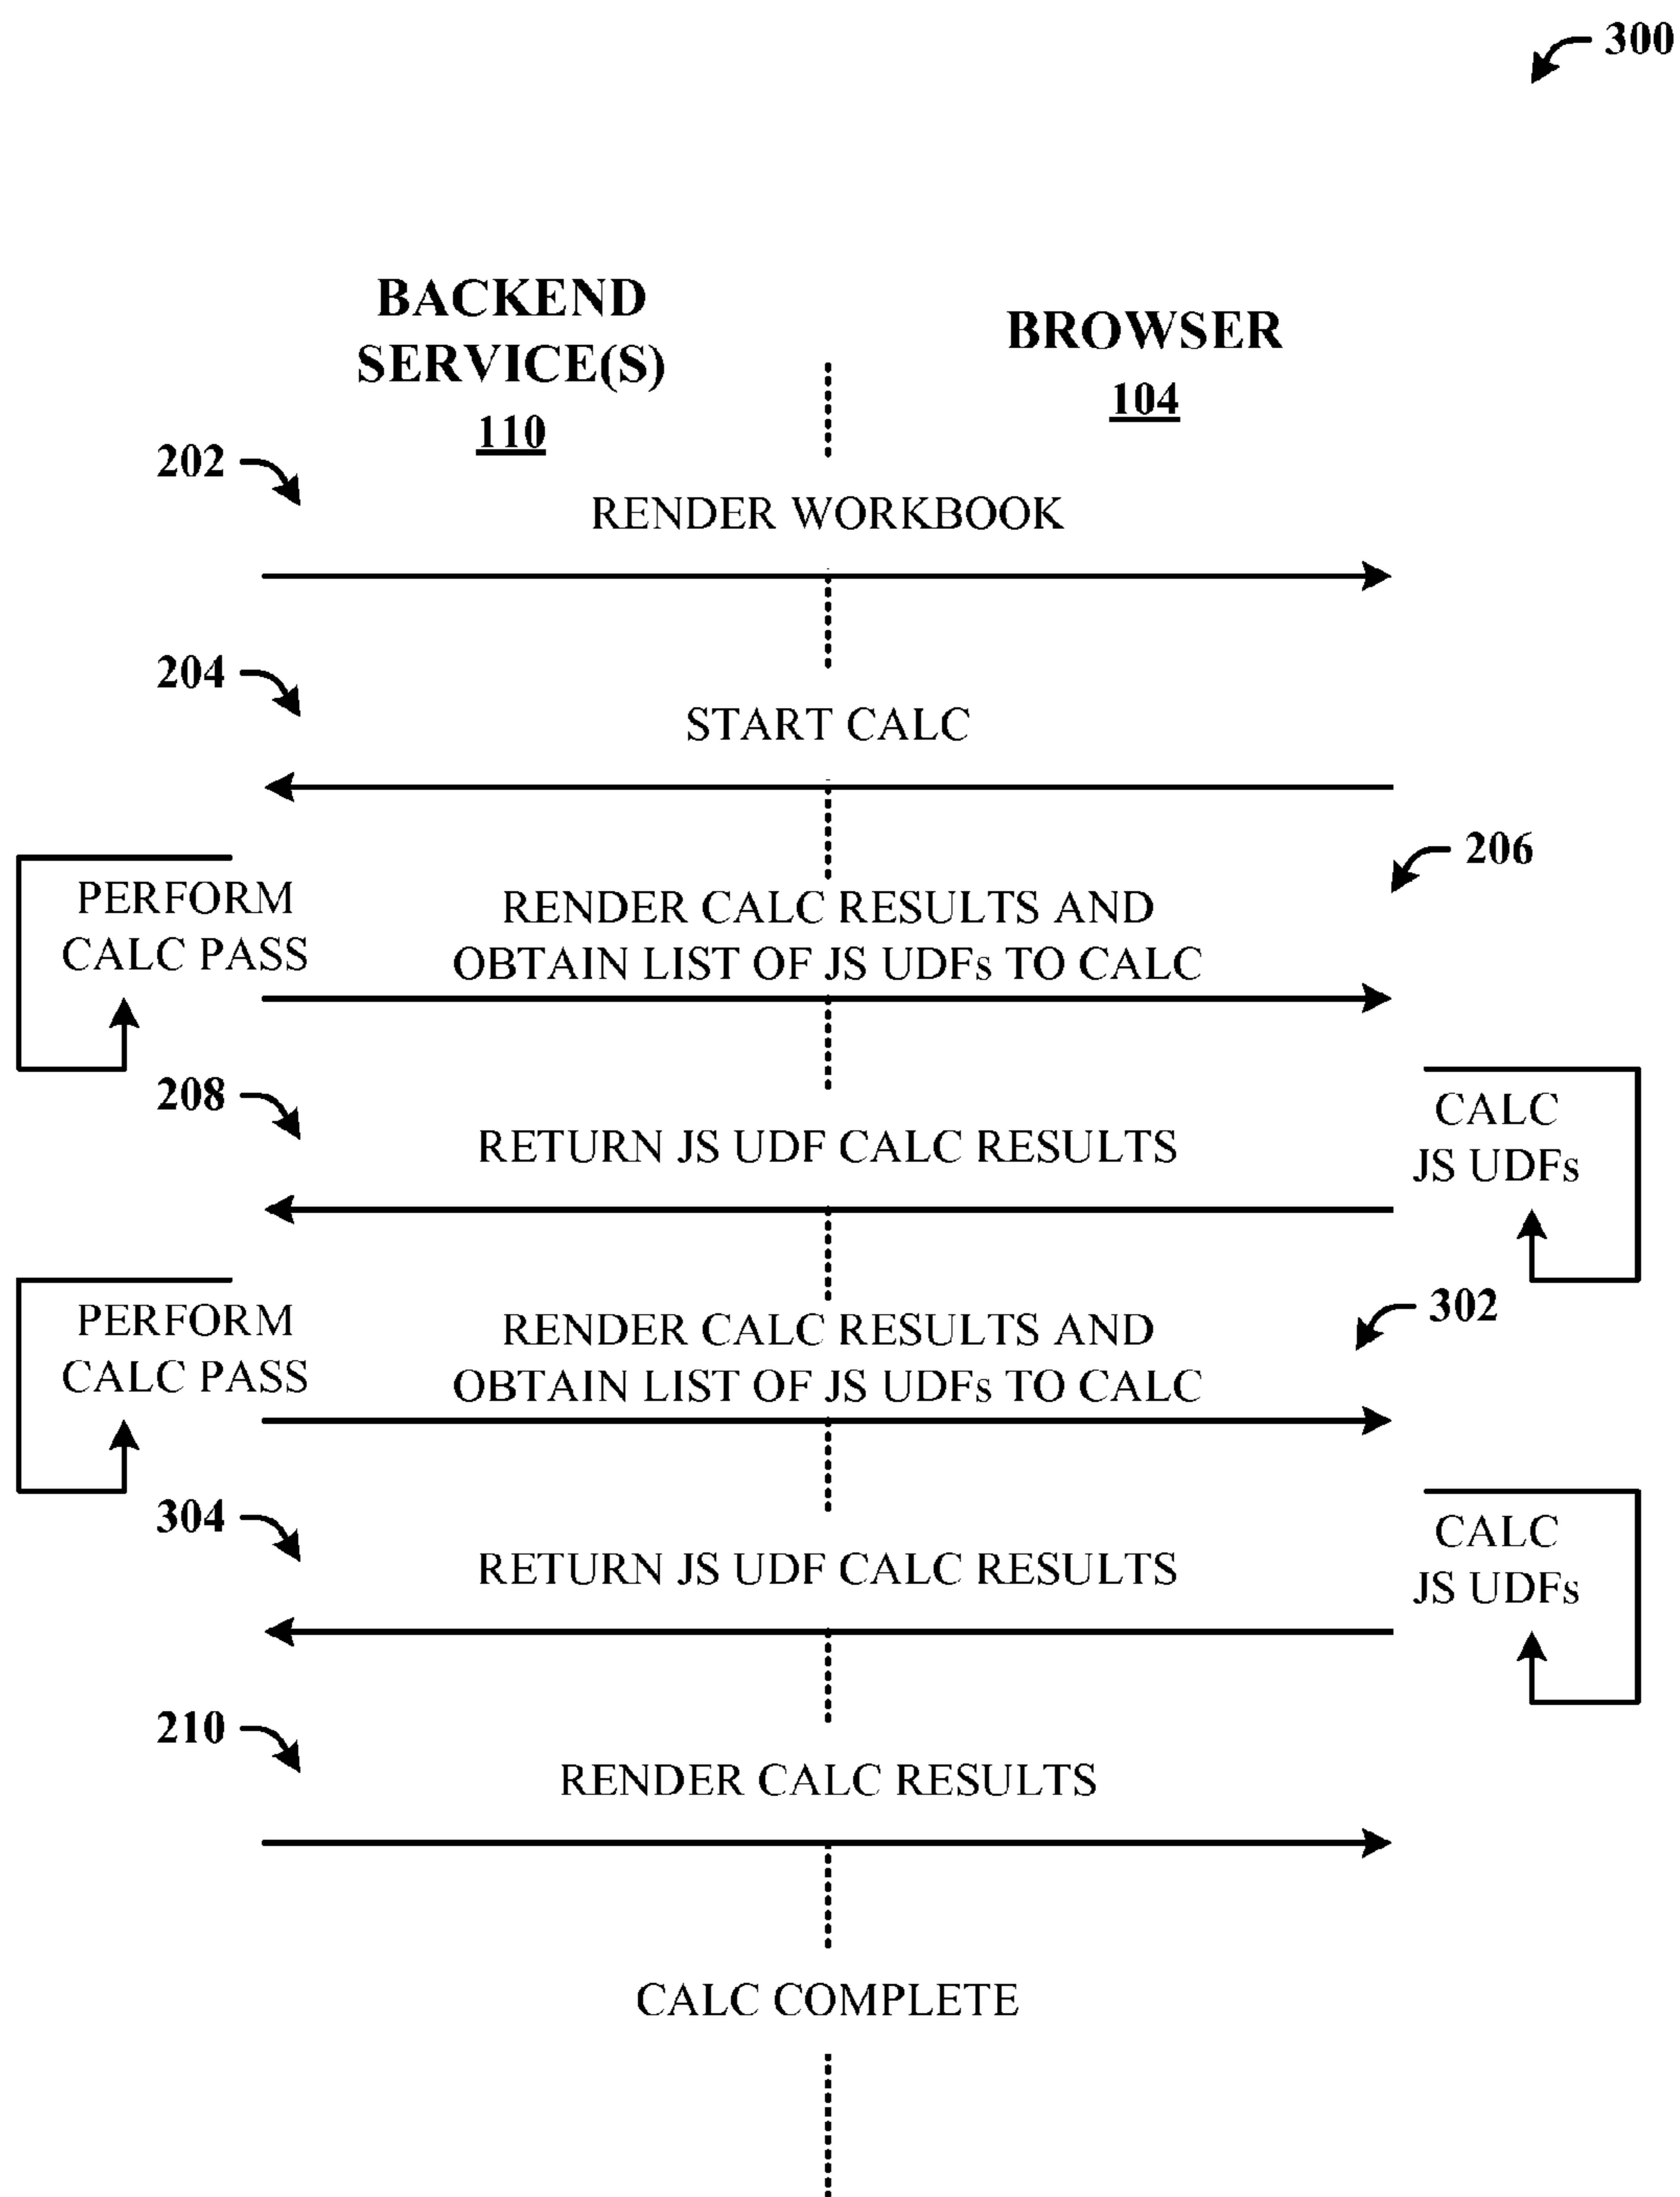 300
BACKEND
SERVICE(S)
110
BROWSER
104
202
RENDER WORKBOOK
204
START CALC
206
PERFORM
CALC PASS
RENDER CALC RESULTS AND
OBTAIN LIST OF JS UDFs TO CALC
208
RETURN JS UDF CALC RESULTS
CALC
JS UDFs
PERFORM
CALC PASS
RENDER CALC RESULTS AND
OBTAIN LIST OF JS UDFs TO CALC
302
304
RETURN JS UDF CALC RESULTS
CALC
JS UDFs
210
RENDER CALC RESULTS
CALC COMPLETE